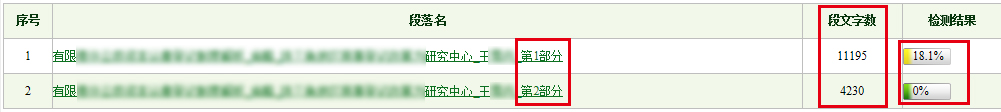 序号 段落名 段文字数 检测结果
1 有限 研究中心_王 _第1部分 11195 18.1%
2 有限 研究中心_王 _第2部分 4230 0%